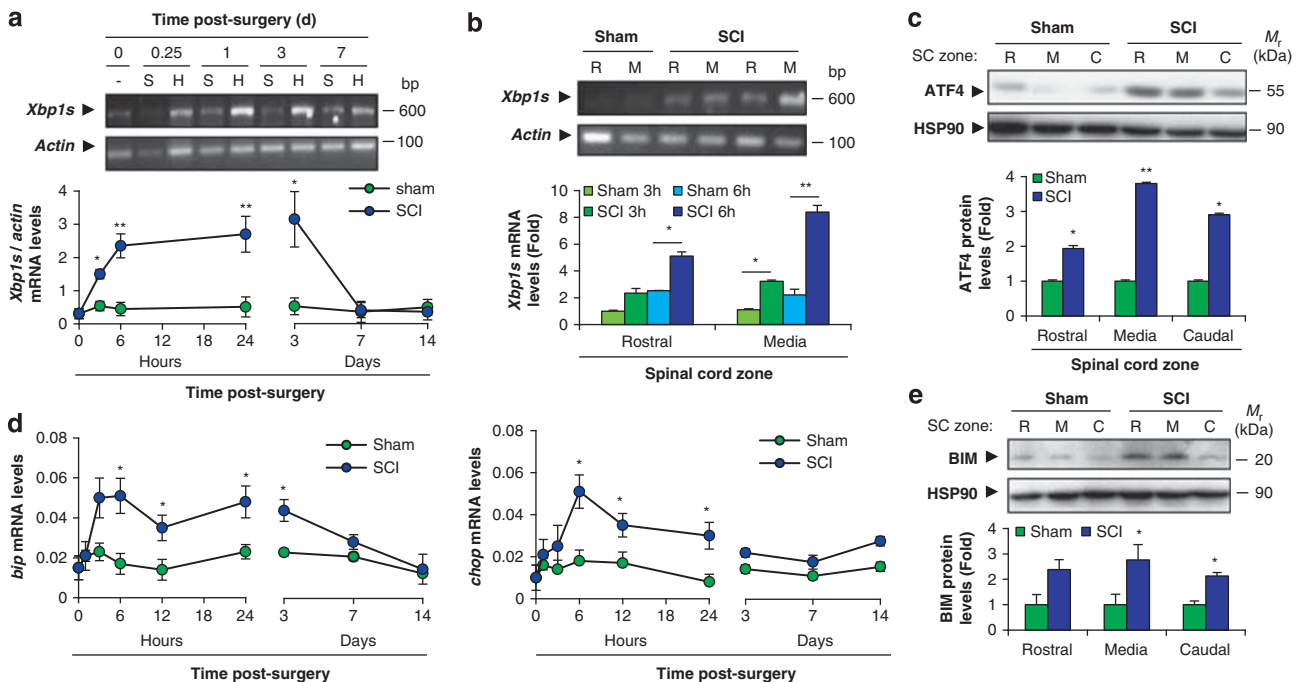 a
Time post-surgery (d)
0 0.25 1 3 7
- S H S H S H S H bp
Xbp1s 600
Actin 100
Xbp1s / actin
mRNA levels
4
3
2
1
0
sham
SCI
* ** ** *
0 6 12 18 24 3 7 14
Hours Days
Time post-surgery
b
Sham SCI
R M R M R M bp
Xbp1s 600
Actin 100
Xbp1s mRNA
levels (Fold)
10
8
6
4
2
0
Sham 3h Sham 6h
SCI 3h SCI 6h
* * **
Rostral Media
Spinal cord zone
c
Sham SCI Mr
(kDa)
SC zone: R M C R M C
ATF4 55
HSP90 90
ATF4 protein
levels (Fold)
4
3
2
1
0
Sham
SCI
* ** *
Rostral Media Caudal
Spinal cord zone
d
bip mRNA levels
0.08
0.06
0.04
0.02
0
Sham
SCI
* * * *
0 6 12 18 24 3 7 14
Hours Days
Time post-surgery
chop mRNA levels
0.08
0.06
0.04
0.02
0
Sham
SCI
* * *
0 6 12 18 24 3 7 14
Hours Days
Time post-surgery
e
Sham SCI Mr
(kDa)
SC zone: R M C R M C
BIM 20
HSP90 90
BIM protein
levels (Fold)
4
3
2
1
0
Sham SCI
* *
Rostral Media Caudal